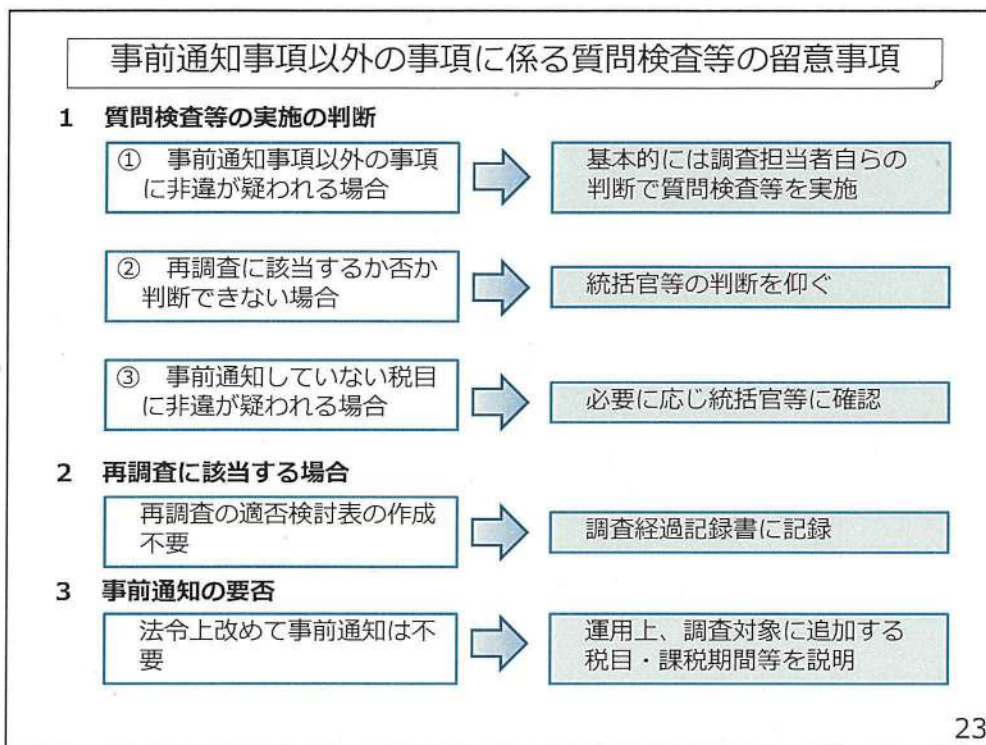 事前通知事項以外の事項に係る質問検査等の留意事項
1 質問検査等の実施の判断
① 事前通知事項以外の事項
に非違が疑われる場合
基本的には調査担当者自らの
判断で質問検査等を実施
② 再調査に該当するか否か
判断できない場合
統括官等の判断を仰ぐ
③ 事前通知していない税目
に非違が疑われる場合
必要に応じ統括官等に確認
2 再調査に該当する場合
再調査の適否検討表の作成
不要
調査経過記録書に記録
3 事前通知の要否
法令上改めて事前通知は不
要
運用上、調査対象に追加する
税目・課税期間等を説明
23